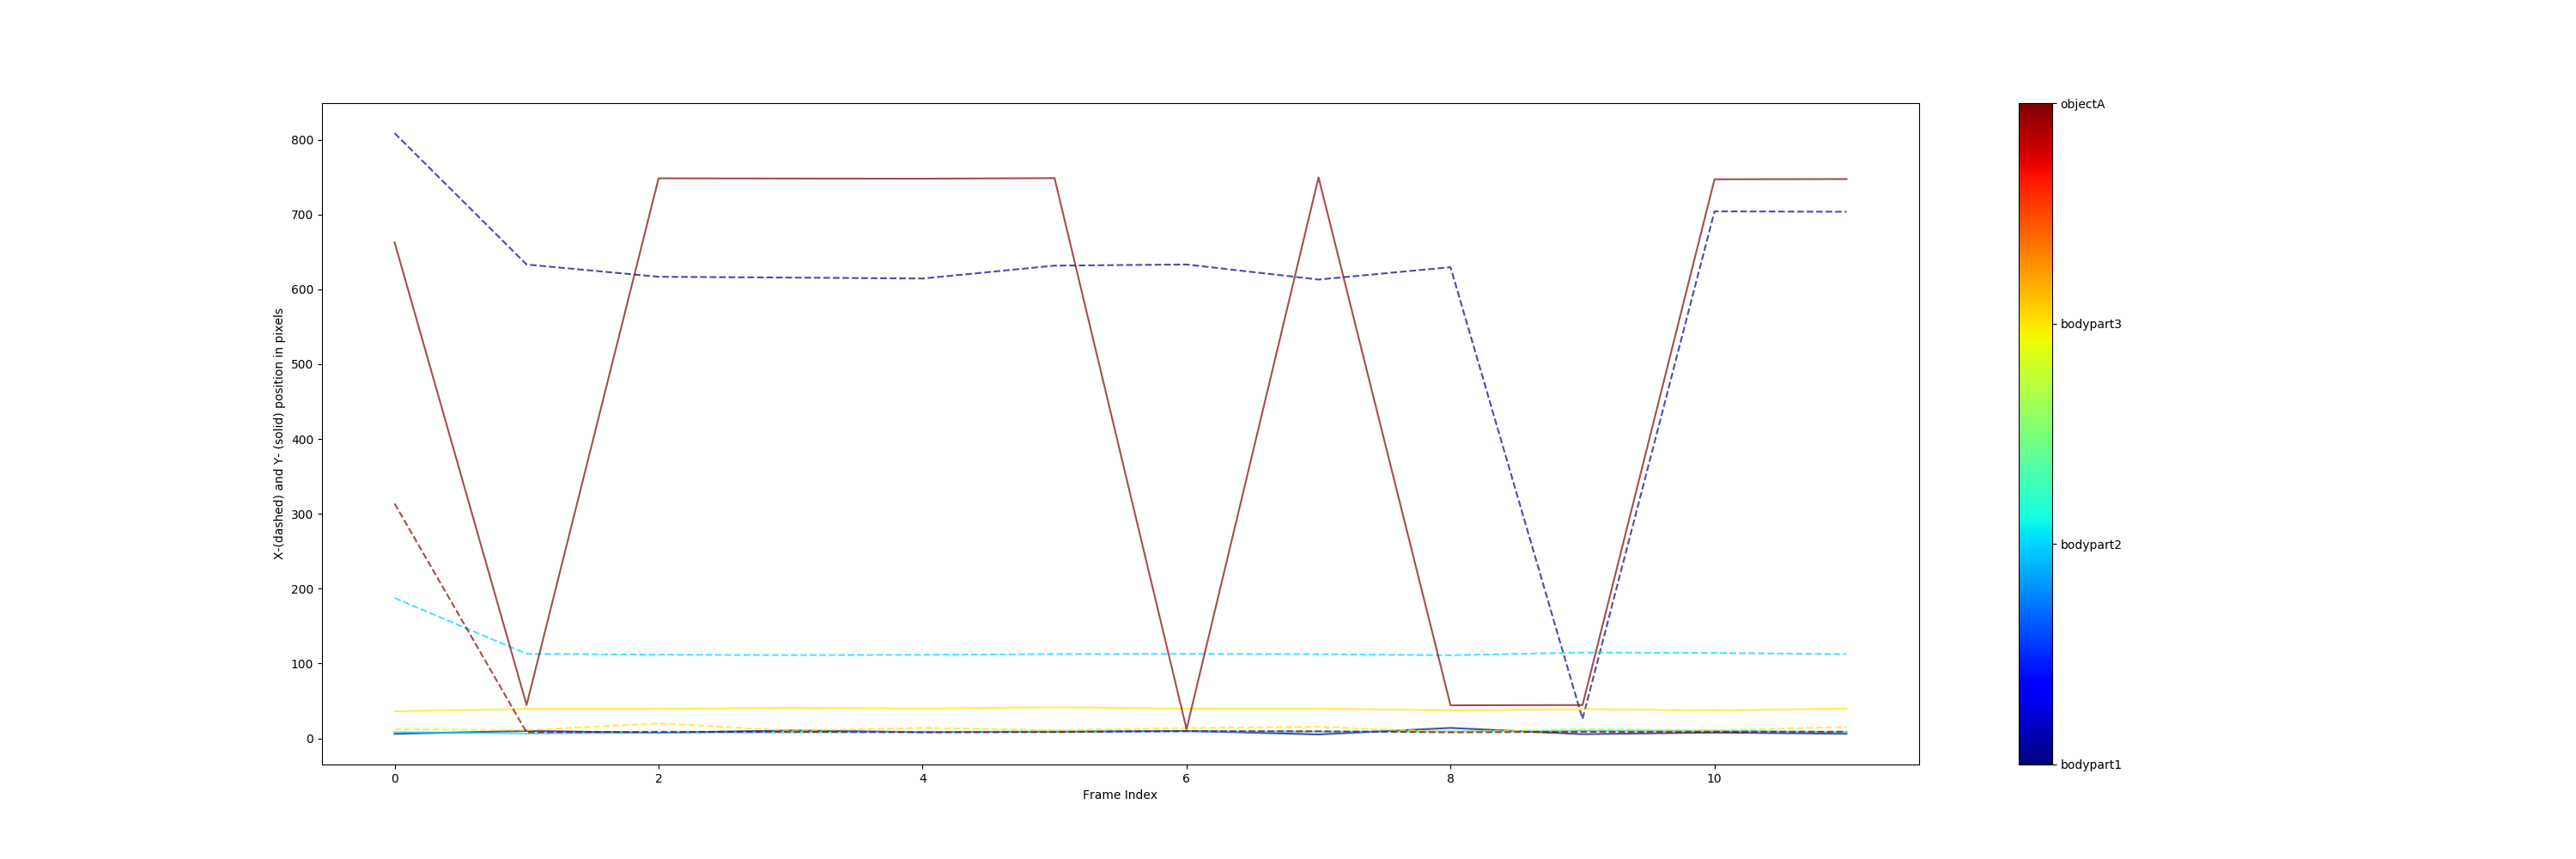 800
700
600
500
400
300
200
100
0
X-(dashed) and Y- (solid) position in pixels
0 2 4 6 8 10
Frame Index
objectA
bodypart3
bodypart2
bodypart1